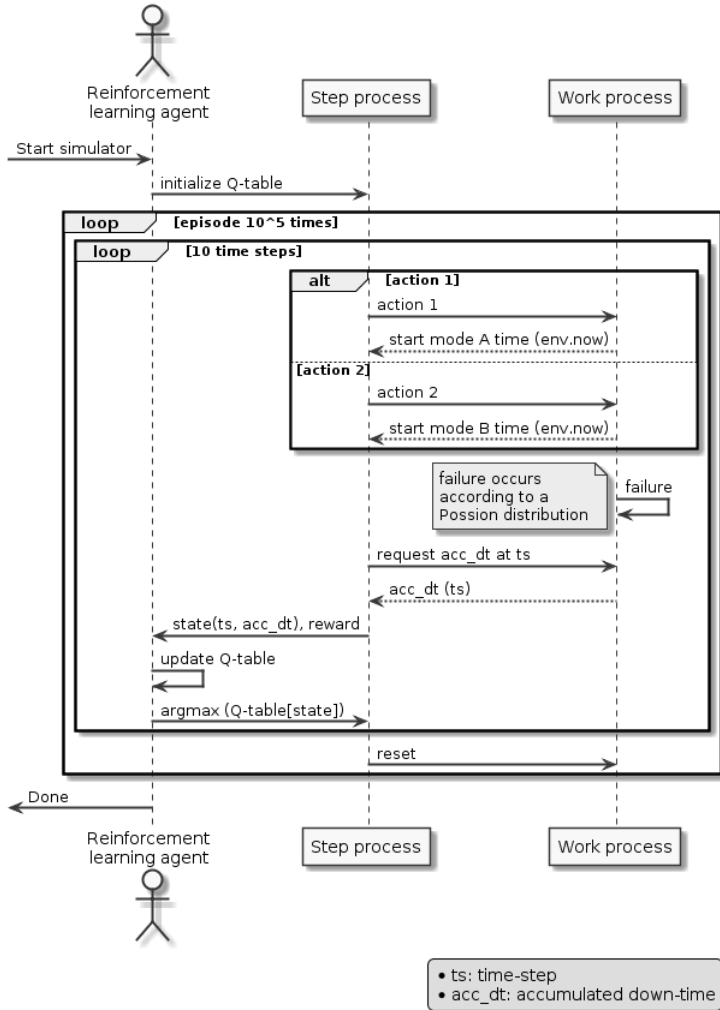 Reinforcement
learning agent
Step process
Work process
Start simulator
initialize Q-table
loop [episode 10^5 times]
loop [10 time steps]
alt [action 1]
action 1
start mode A time (env.now)
[action 2]
action 2
start mode B time (env.now)
failure occurs
according to a
Possion distribution
failure
request acc_dt at ts
acc_dt (ts)
state(ts, acc_dt), reward
update Q-table
argmax (Q-table[state])
reset
Done
Reinforcement
learning agent
Step process
Work process
• ts: time-step
• acc_dt: accumulated down-time